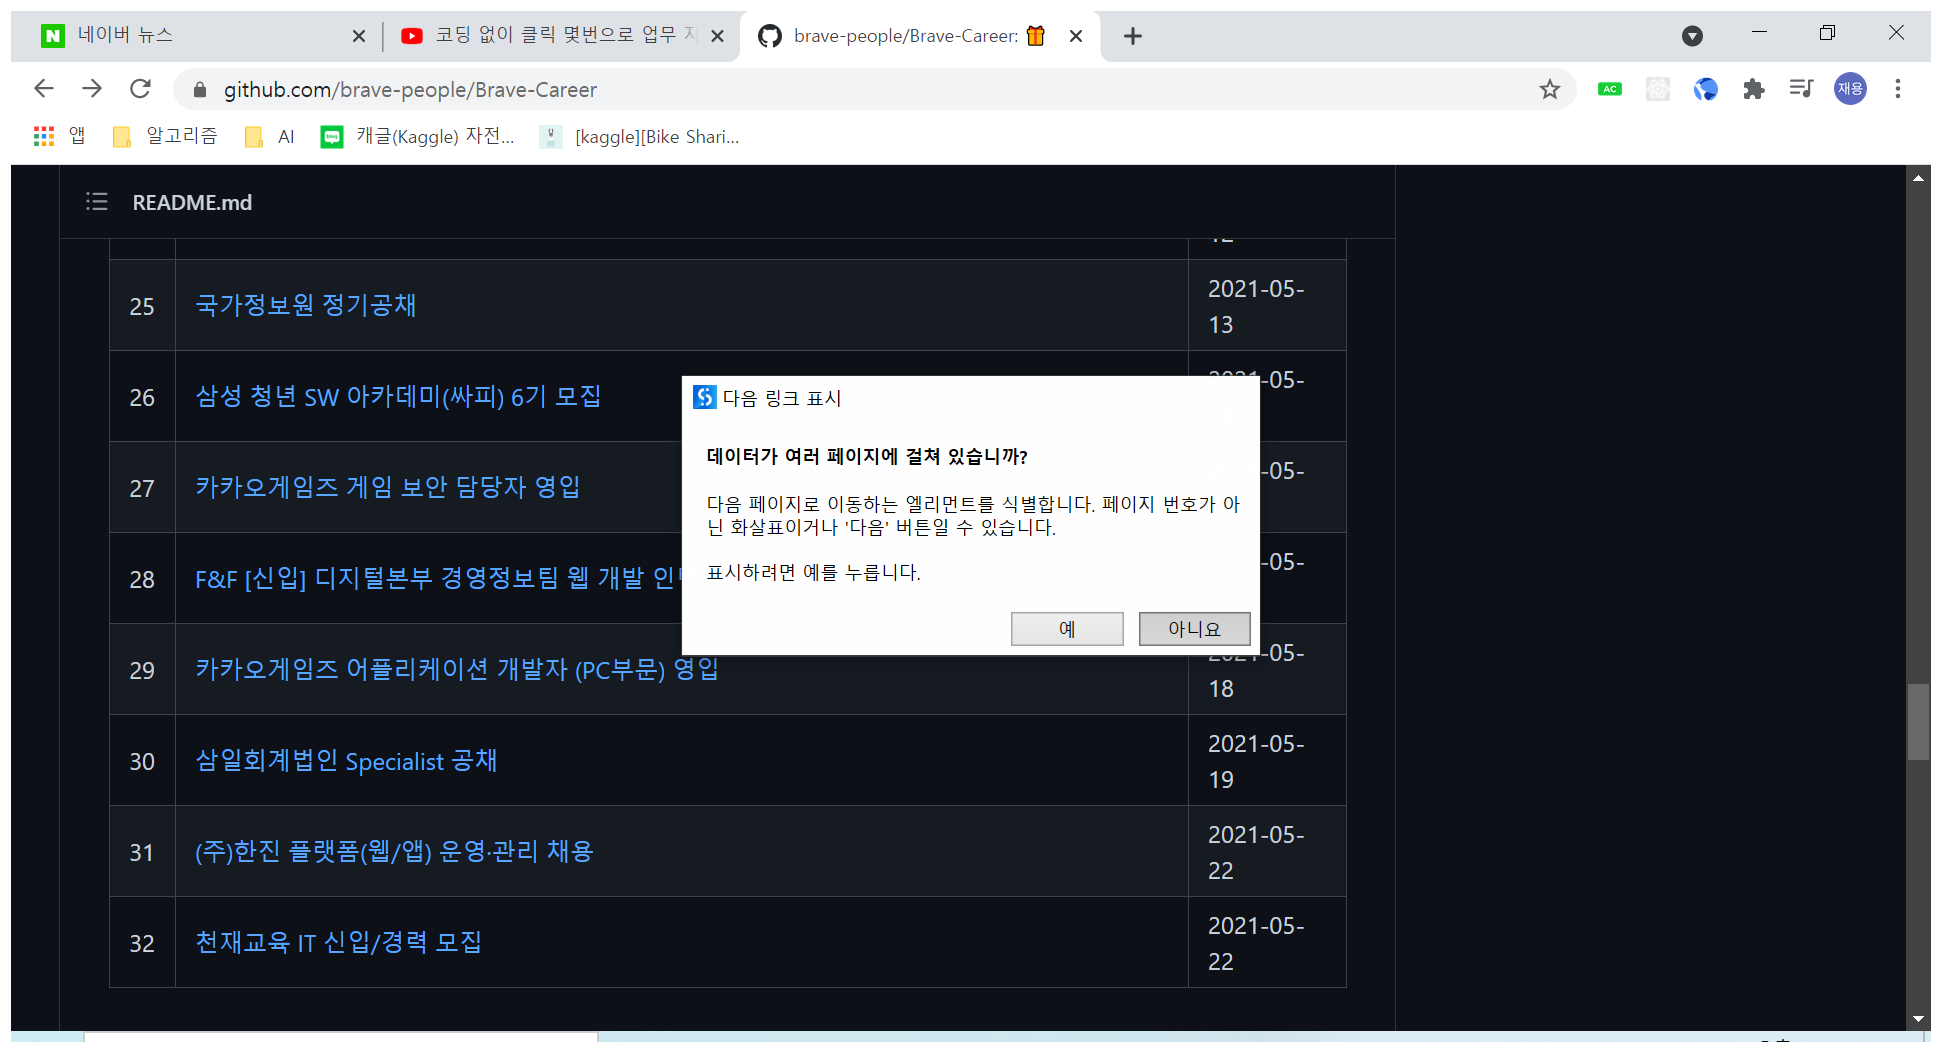 네이버 뉴스
코딩 없이 클릭 몇번으로 업무 자
brave-people/Brave-Career: 🎁
github.com/brave-people/Brave-Career
AC
재용
앱
알고리즘
AI
blog
캐글(Kaggle) 자전...
[kaggle][Bike Shari...
README.md
25 국가정보원 정기공채 2021-05-
13
26 삼성 청년 SW 아카데미(싸피) 6기 모집
27 카카오게임즈 게임 보안 담당자 영입
28 F&F [신입] 디지털본부 경영정보팀 웹 개발
29 카카오게임즈 어플리케이션 개발자 (PC부문) 영입
18
30 삼일회계법인 Specialist 공채 2021-05-
19
31 (주)한진 플랫폼(웹/앱) 운영·관리 채용 2021-05-
22
32 천재교육 IT 신입/경력 모집 2021-05-
22
다음 링크 표시
데이터가 여러 페이지에 걸쳐 있습니까?
다음 페이지로 이동하는 엘리먼트를 식별합니다. 페이지 번호가 아
닌 화살표이거나 '다음' 버튼일 수 있습니다.
표시하려면 예를 누릅니다.
예
아니요